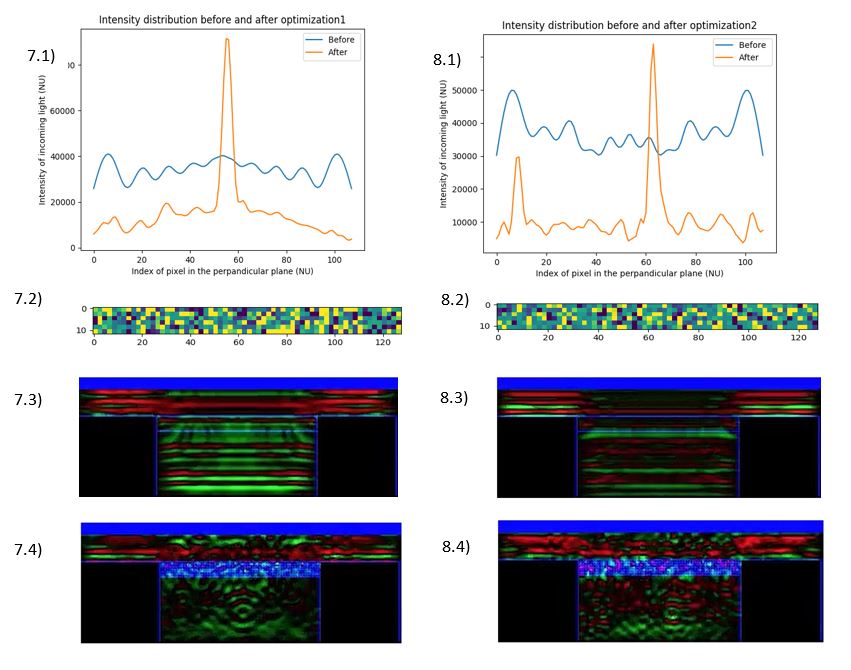 Intensity distribution before and after optimization1
Intensity distribution before and after optimization2
7.1)
Before
After
60000
40000
20000
0
Intensity of incoming light (NU)
0 20 40 60 80 100
Index of pixel in the perpandicular plane (NU)
8.1)
Before
After
50000
40000
30000
20000
10000
Intensity of incoming light (NU)
0 20 40 60 80 100
Index of pixel in the perpandicular plane (NU)
7.2)
0
10
0 20 40 60 80 100 120
8.2)
0
10
0 20 40 60 80 100 120
7.3)
8.3)
7.4)
8.4)